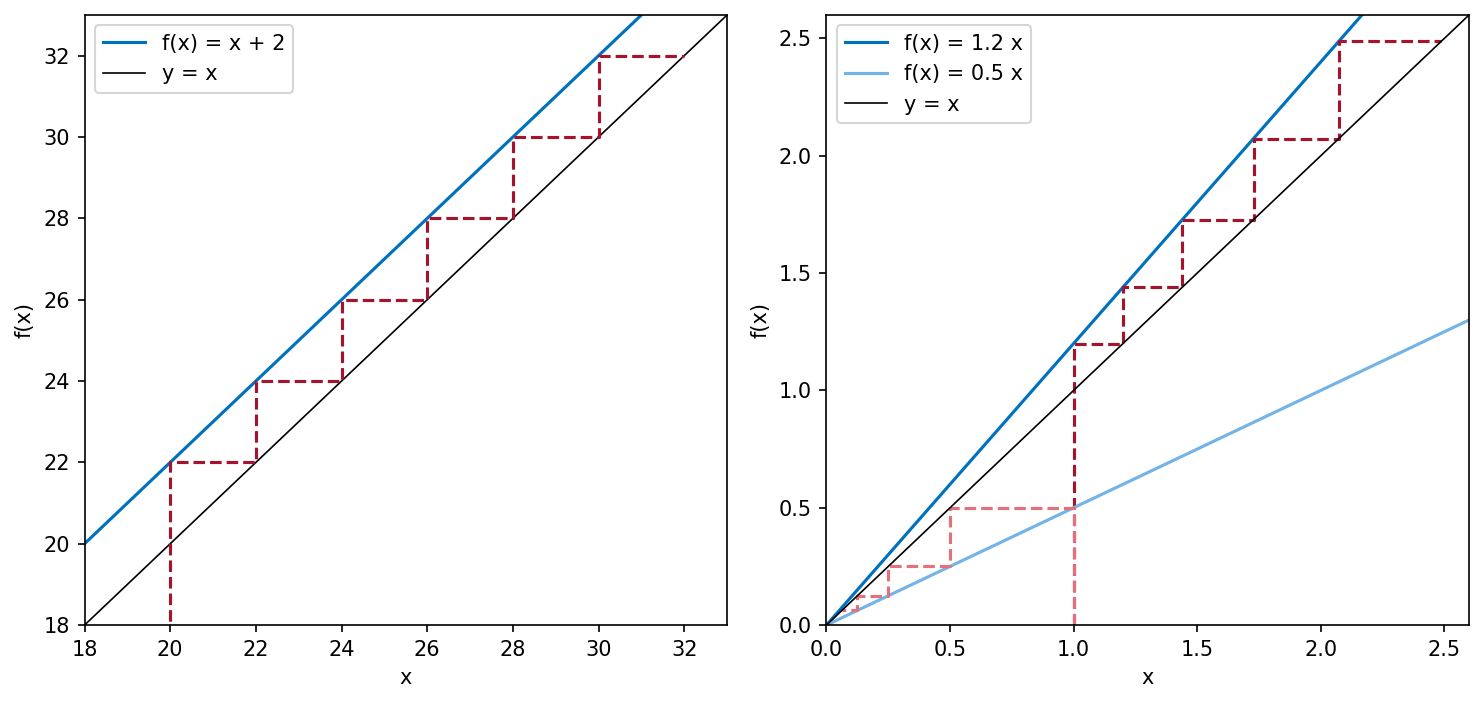 f(x) = x + 2
y = x
32
30
28
26
24
22
20
18
f(x)
18 20 22 24 26 28 30 32
x
f(x) = 1.2 x
f(x) = 0.5 x
y = x
2.5
2.0
1.5
1.0
0.5
0.0
f(x)
0.0 0.5 1.0 1.5 2.0 2.5
x